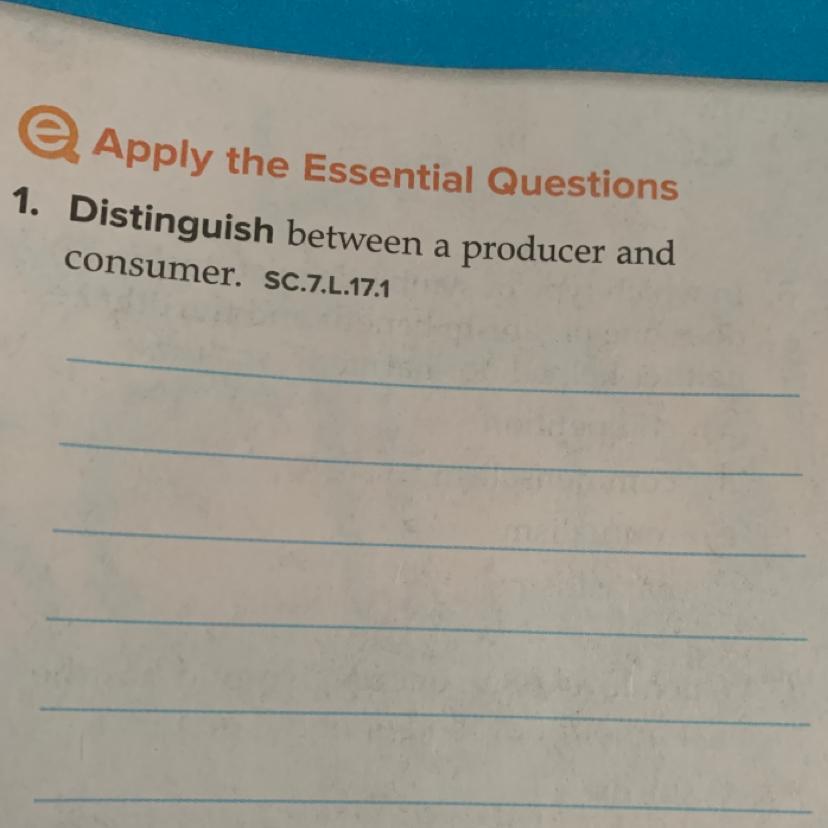 Apply the Essential Questions
1. Distinguish between a producer and
consumer. SC.7.L.17.1